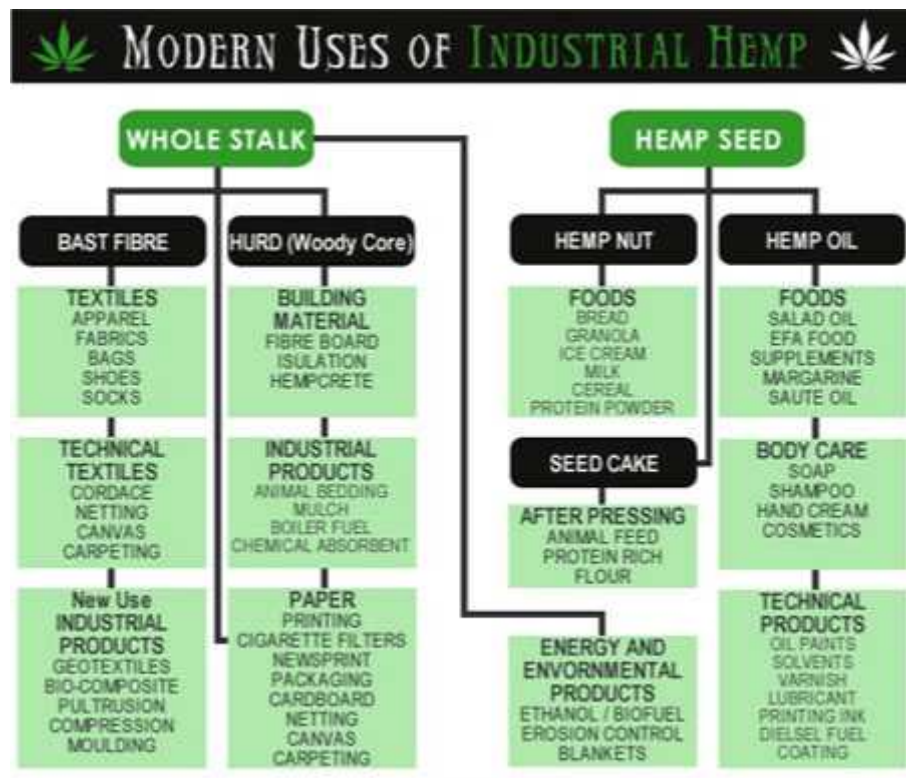 MODERN USES OF INDUSTRIAL HEMP
WHOLE STALK
BAST FIBRE
TEXTILES
APPAREL
FABRICS
BAGS
SHOES
SOCKS
TECHNICAL
TEXTILES
CORDACE
NETTING
CANVAS
CARPETING
New Use
INDUSTRIAL
PRODUCTS
GEOTEXTILES
BIO-COMPOSITE
PULTRUSION
COMPRESSION
MOULDING
HURD (Woody Core)
BUILDING
MATERIAL
FIBRE BOARD
ISULATION
HEMPCRETE
INDUSTRIAL
PRODUCTS
ANIMAL BEDDING
MULCH
BOILER FUEL
CHEMICAL ABSORBENT
PAPER
PRINTING
CIGARETTE FILTERS
NEWSPRINT
PACKAGING
CARDBOARD
NETTING
CANVAS
CARPETING
HEMP SEED
HEMP NUT
FOODS
BREAD
GRANOLA
ICE CREAM
MILK
CEREAL
PROTEIN POWDER
SEED CAKE
AFTER PRESSING
ANIMAL FEED
PROTEIN RICH
FLOUR
ENERGY AND
ENVORNMENTAL
PRODUCTS
ETHANOL / BIOFUEL
EROSION CONTROL
BLANKETS
HEMP OIL
FOODS
SALAD OIL
EFA FOOD
SUPPLEMENTS
MARGARINE
SAUTE OIL
BODY CARE
SOAP
SHAMPOO
HAND CREAM
COSMETICS
TECHNICAL
PRODUCTS
OIL PAINTS
SOLVENTS
VARNISH
LUBRICANT
PRINTING INK
DIELSEL FUEL
COATING